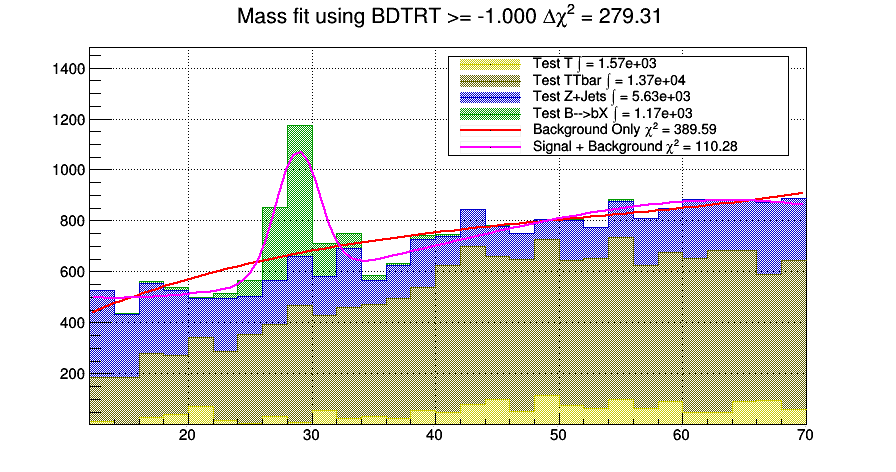 Mass fit using BDTRT >= -1.000 Δχ² = 279.31
Test T ∫ = 1.57e+03
Test TTbar ∫ = 1.37e+04
Test Z+Jets ∫ = 5.63e+03
Test B-->bX ∫ = 1.17e+03
Background Only χ² = 389.59
Signal + Background χ² = 110.28
1400
1200
1000
800
600
400
200
20 30 40 50 60 70